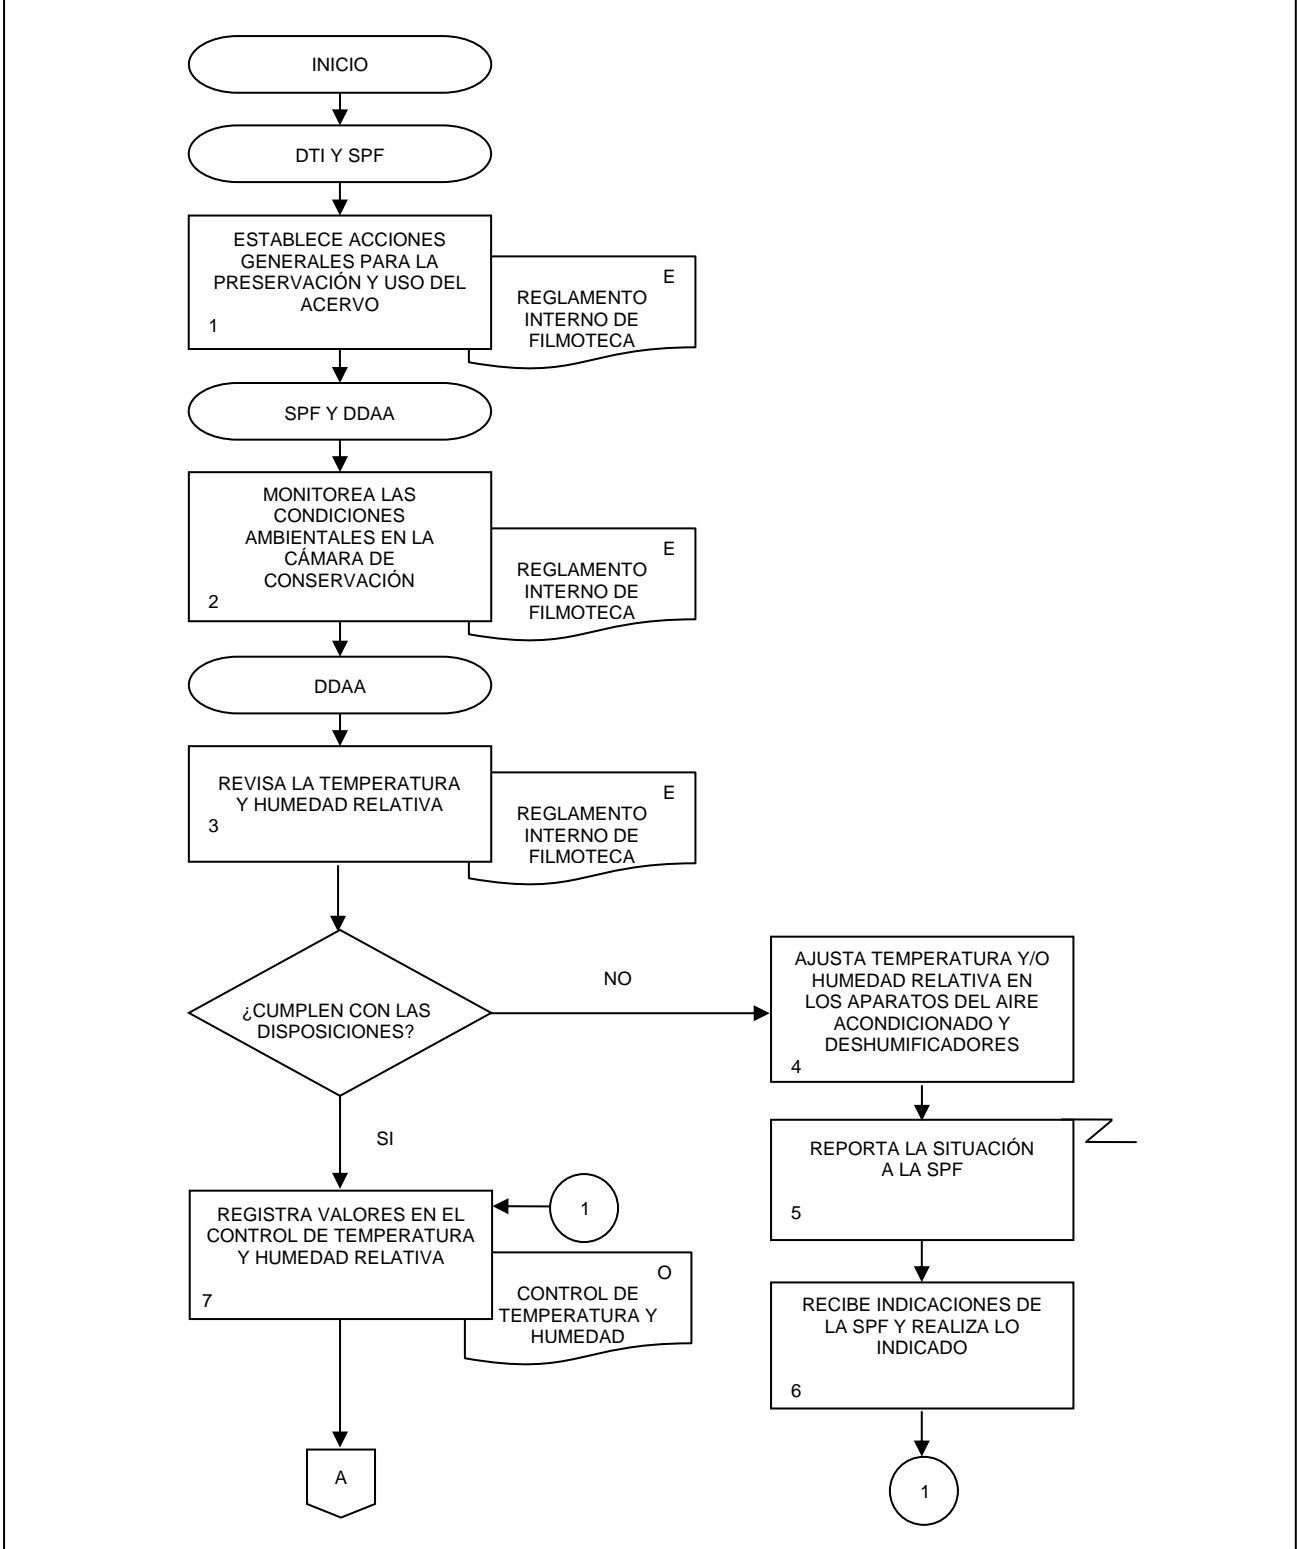 INICIO
DTI Y SPF
ESTABLECE ACCIONES
GENERALES PARA LA
PRESERVACIÓN Y USO DEL
ACERVO
1
E
REGLAMENTO
INTERNO DE
FILMOTECA
SPF Y DDAA
MONITOREA LAS
CONDICIONES
AMBIENTALES EN LA
CÁMARA DE
CONSERVACIÓN
2
E
REGLAMENTO
INTERNO DE
FILMOTECA
DDAA
REVISA LA TEMPERATURA
Y HUMEDAD RELATIVA
3
E
REGLAMENTO
INTERNO DE
FILMOTECA
¿CUMPLEN CON LAS
DISPOSICIONES?
NO
AJUSTA TEMPERATURA Y/O
HUMEDAD RELATIVA EN
LOS APARATOS DEL AIRE
ACONDICIONADO Y
DESHUMIFICADORES
4
SI
REPORTA LA SITUACIÓN
A LA SPF
5
REGISTRA VALORES EN EL
CONTROL DE TEMPERATURA
Y HUMEDAD RELATIVA
7
1
O
CONTROL DE
TEMPERATURA Y
HUMEDAD
RECIBE INDICACIONES DE
LA SPF Y REALIZA LO
INDICADO
6
A
1